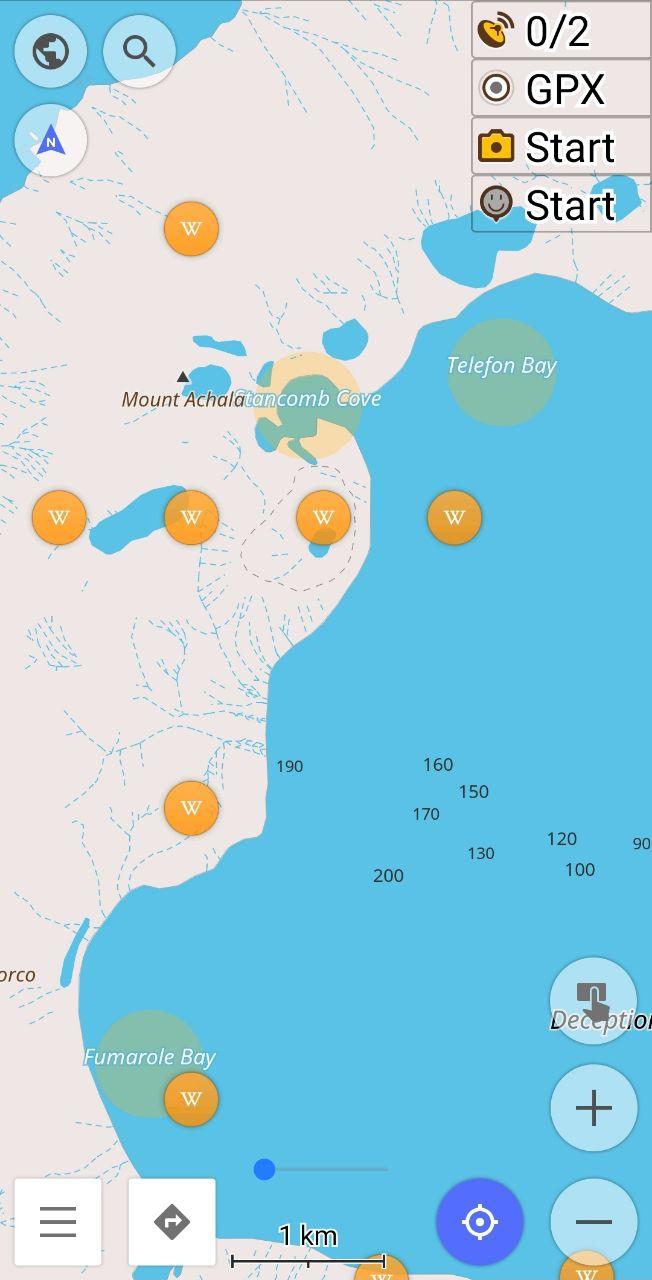 0/2
GPX
N
Start
Start
W
Telefon Bay
Mount Achala
Stancomb Cove
W
W
W
W
190
160
150
170
W
120
130
90
100
200
orco
Deception
Fumarole Bay
W
1 km
W
W